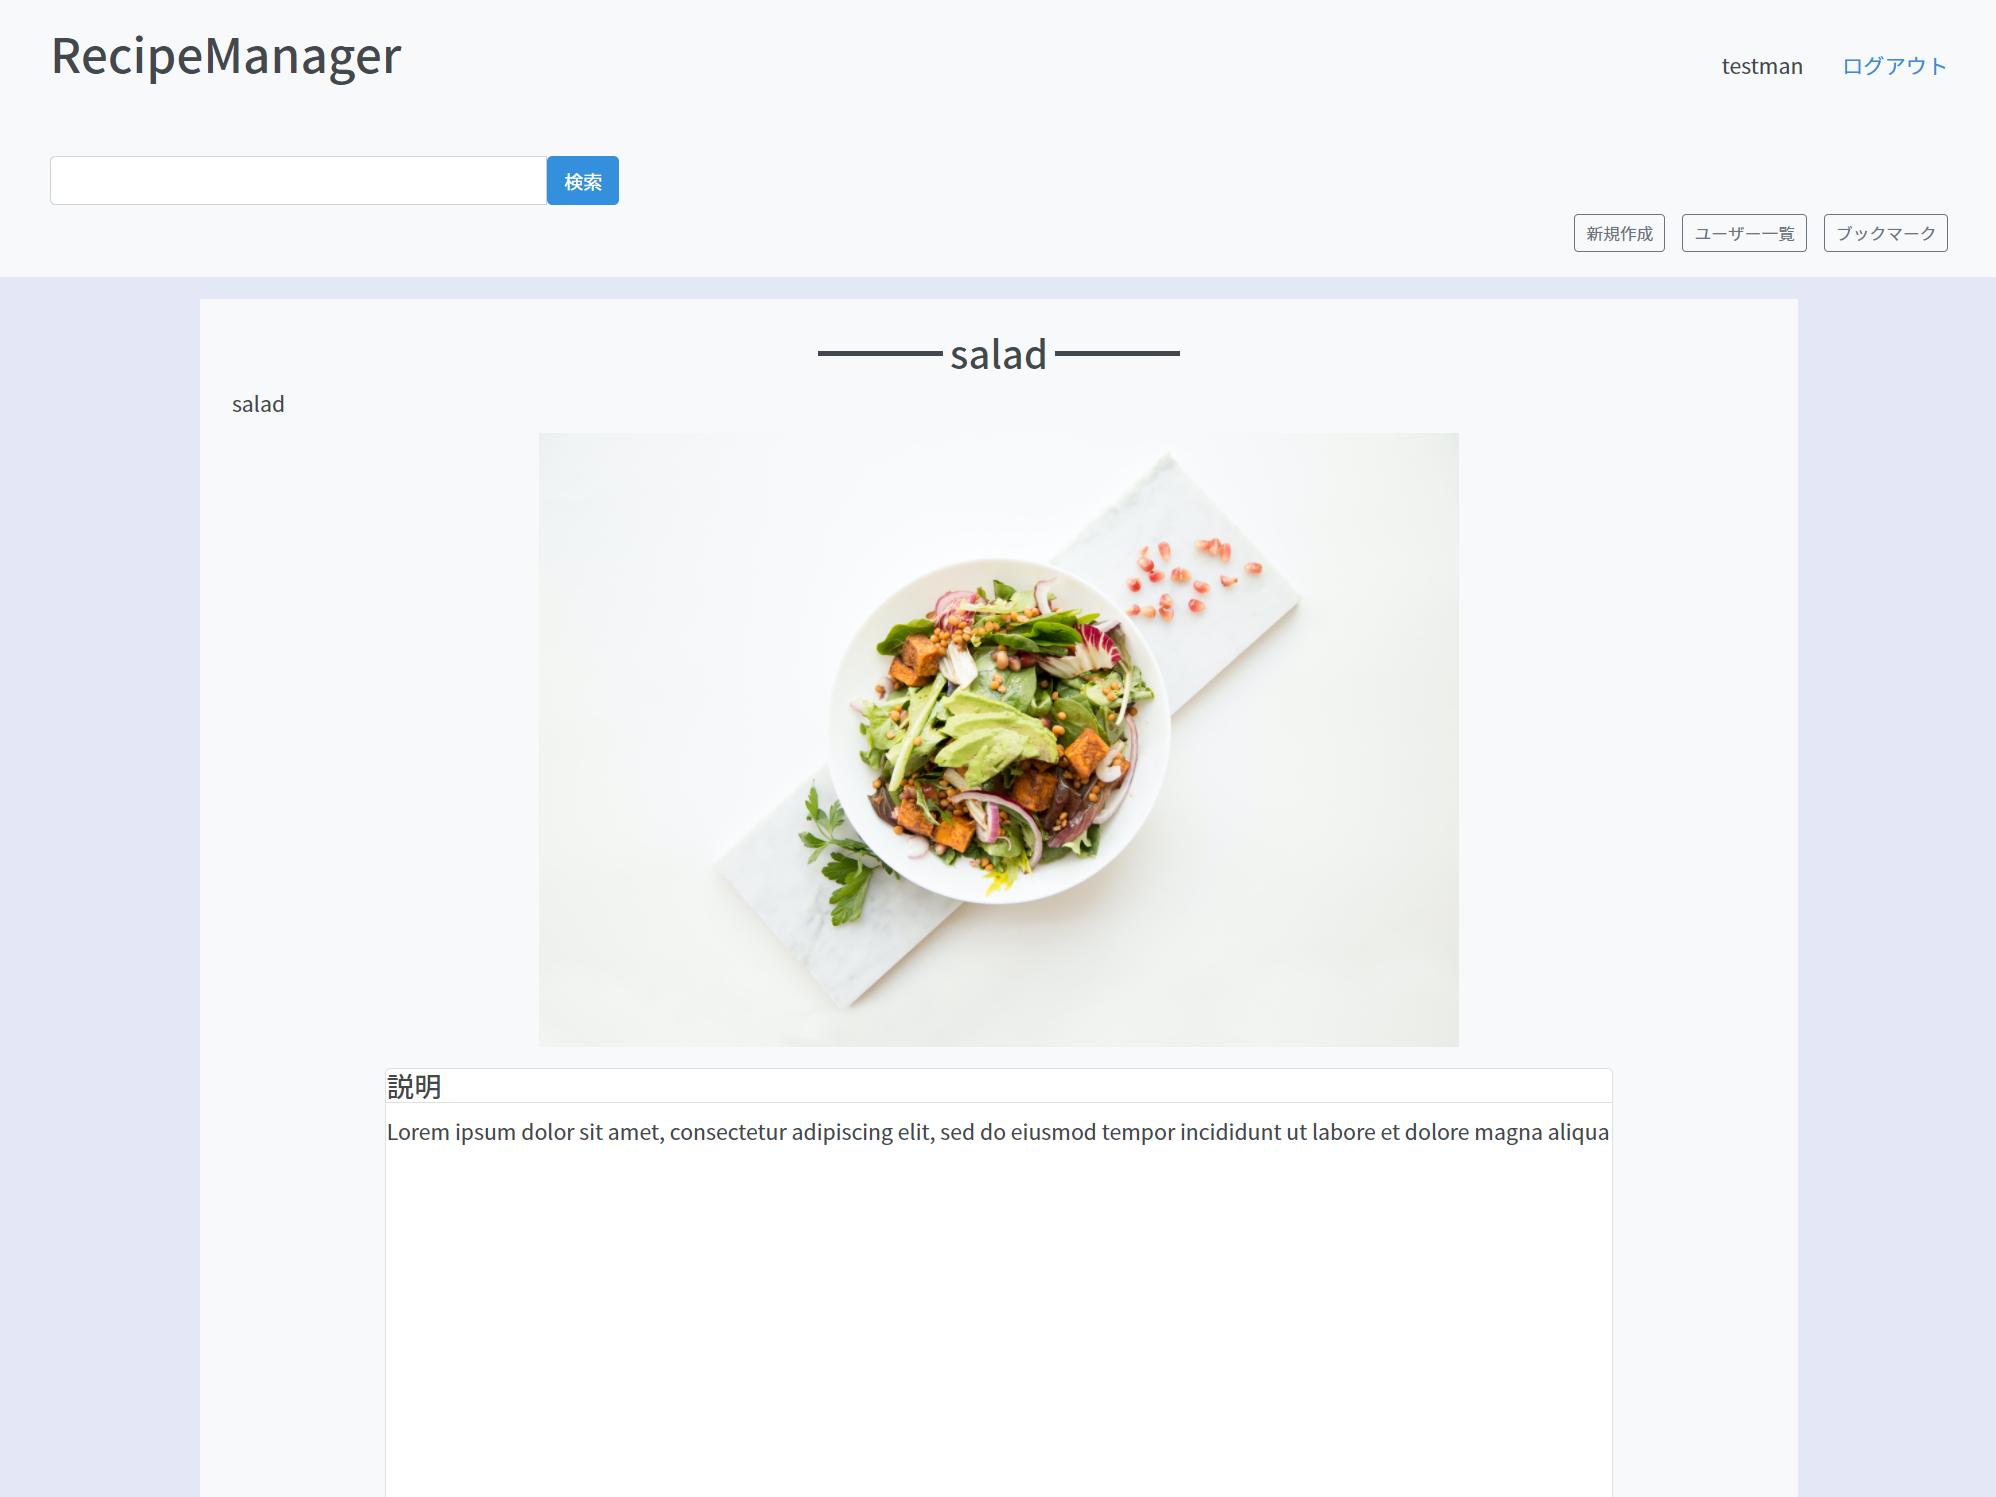 RecipeManager
testman ログアウト
検索
新規作成 ユーザー一覧 ブックマーク
salad
salad
説明
Lorem ipsum dolor sit amet, consectetur adipiscing elit, sed do eiusmod tempor incididunt ut labore et dolore magna aliqua